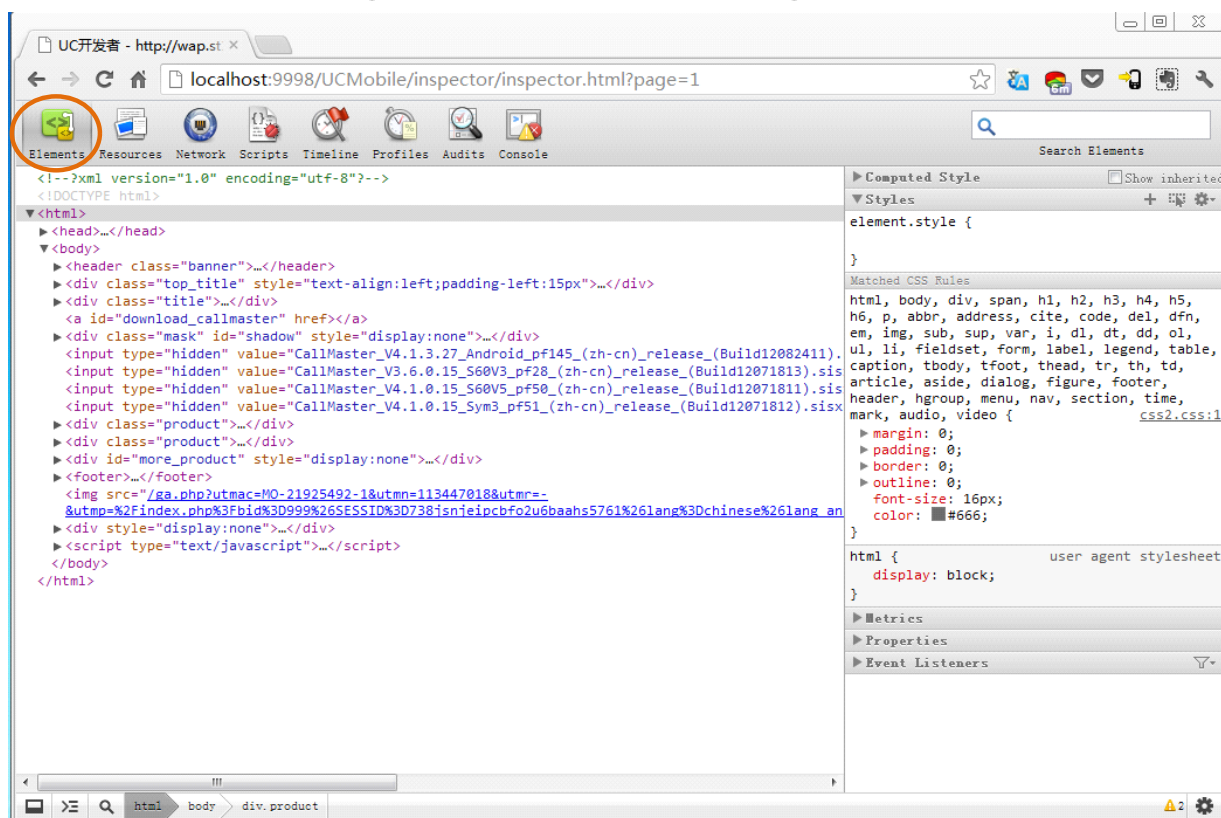 UC开发者 - http://wap.st
localhost:9998/UCMobile/inspector/inspector.html?page=1
Elements Resources Network Scripts Timeline Profiles Audits Console
Search Elements
<!--?xml version="1.0" encoding="utf-8"?-->
<!DOCTYPE html>
▼<html>
▶<head>…</head>
▼<body>
▶<header class="banner">…</header>
▶<div class="top_title" style="text-align:left;padding-left:15px">…</div>
▶<div class="title">…</div>
<a id="download_callmaster" href></a>
▶<div class="mask" id="shadow" style="display:none">…</div>
<input type="hidden" value="CallMaster_V4.1.3.27_Android_pf145_(zh-cn)_release_(Build12082411).
<input type="hidden" value="CallMaster_V3.6.0.15_S60V3_pf28_(zh-cn)_release_(Build12071813).sis
<input type="hidden" value="CallMaster_V4.1.0.15_S60V5_pf50_(zh-cn)_release_(Build12071811).sis
<input type="hidden" value="CallMaster_V4.1.0.15_Sym3_pf51_(zh-cn)_release_(Build12071812).sisx
▶<div class="product">…</div>
▶<div class="product">…</div>
▶<div id="more_product" style="display:none">…</div>
▶<footer>…</footer>
<img src="/ga.php?utmac=MO-21925492-1&utmn=113447018&utmr=-
&utmp=%2Findex.php%3Fbid%3D999%26SESSID%3D738jsnjeipcbfo2u6baahs5761%26lang%3Dchinese%26lang_an
▶<div style="display:none">…</div>
▶<script type="text/javascript">…</script>
</body>
</html>
▶Computed Style Show inherited
▼Styles
element.style {
}
Matched CSS Rules
html, body, div, span, h1, h2, h3, h4, h5,
h6, p, abbr, address, cite, code, del, dfn,
em, img, sub, sup, var, i, dl, dt, dd, ol,
ul, li, fieldset, form, label, legend, table,
caption, tbody, tfoot, thead, tr, th, td,
article, aside, dialog, figure, footer,
header, hgroup, menu, nav, section, time,
mark, audio, video { css2.css:1
▶margin: 0;
▶padding: 0;
▶border: 0;
▶outline: 0;
font-size: 16px;
color: #666;
}
html { user agent stylesheet
display: block;
}
▶Metrics
▶Properties
▶Event Listeners
html body div.product
2